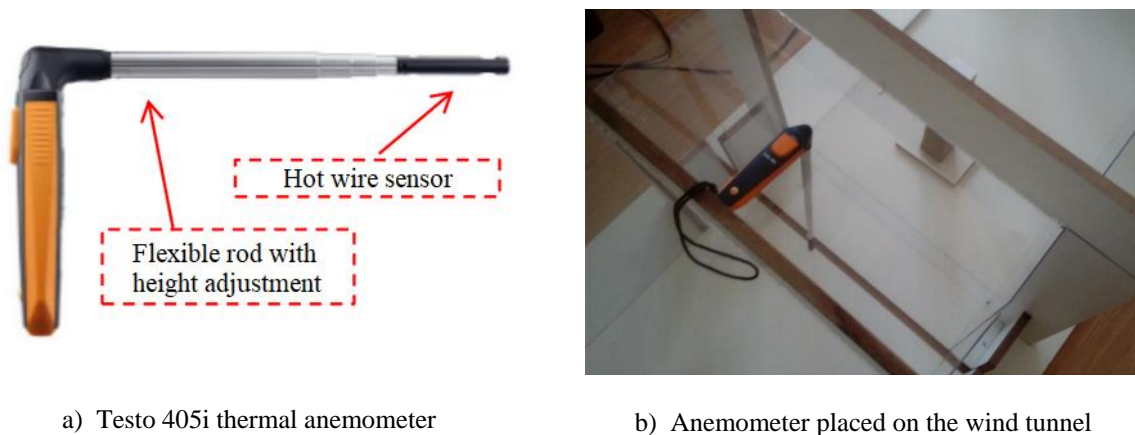 Hot wire sensor
Flexible rod with
height adjustment
a) Testo 405i thermal anemometer
b) Anemometer placed on the wind tunnel